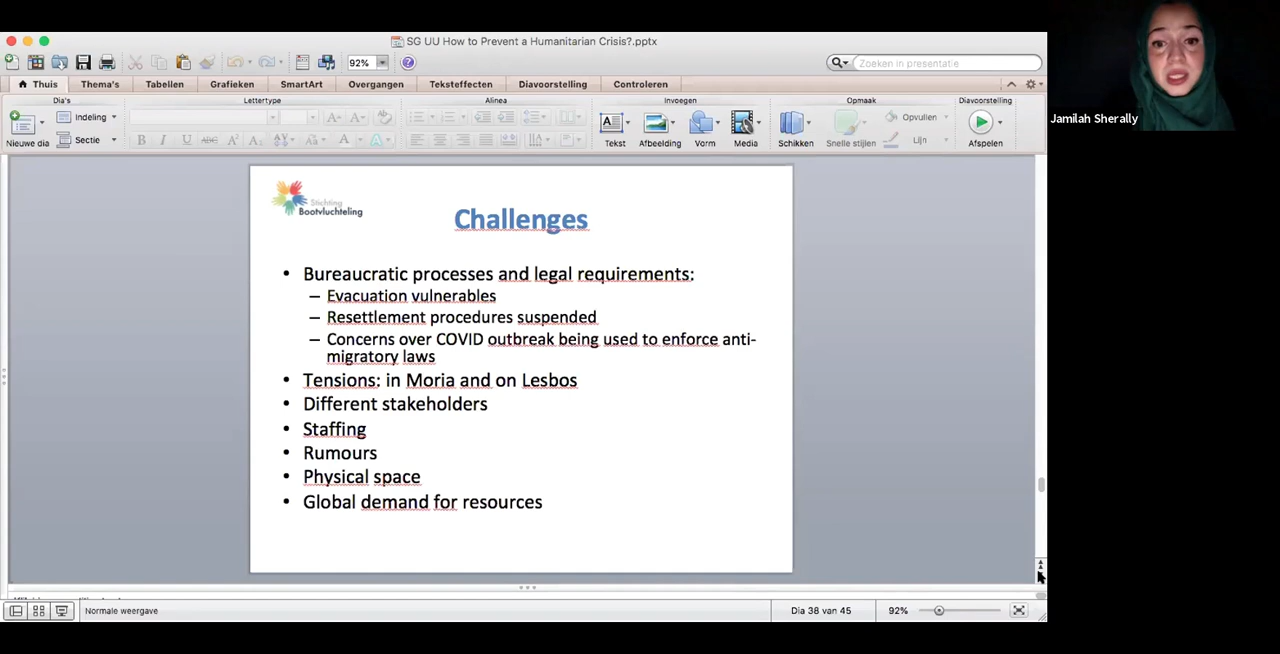 SG UU How to Prevent a Humanitarian Crisis?.pptx
92%
Zoeken in presentatie
Thuis Thema's Tabellen Grafieken SmartArt Overgangen Teksteffecten Diavoorstelling Controleren
Dia's Lettertype Alinea Invoegen Opmaak Diavoorstelling
Nieuwe dia Indeling Sectie Tekst Afbeelding Vorm Media Schikken Snelle stijlen Opvullen Lijn Afspelen
Jamilah Sherally
Stichting
Bootvluchteling
Challenges
• Bureaucratic processes and legal requirements:
– Evacuation vulnerables
– Resettlement procedures suspended
– Concerns over COVID outbreak being used to enforce anti-
migratory laws
• Tensions: in Moria and on Lesbos
• Different stakeholders
• Staffing
• Rumours
• Physical space
• Global demand for resources
Normale weergave
Dia 38 van 45
92%